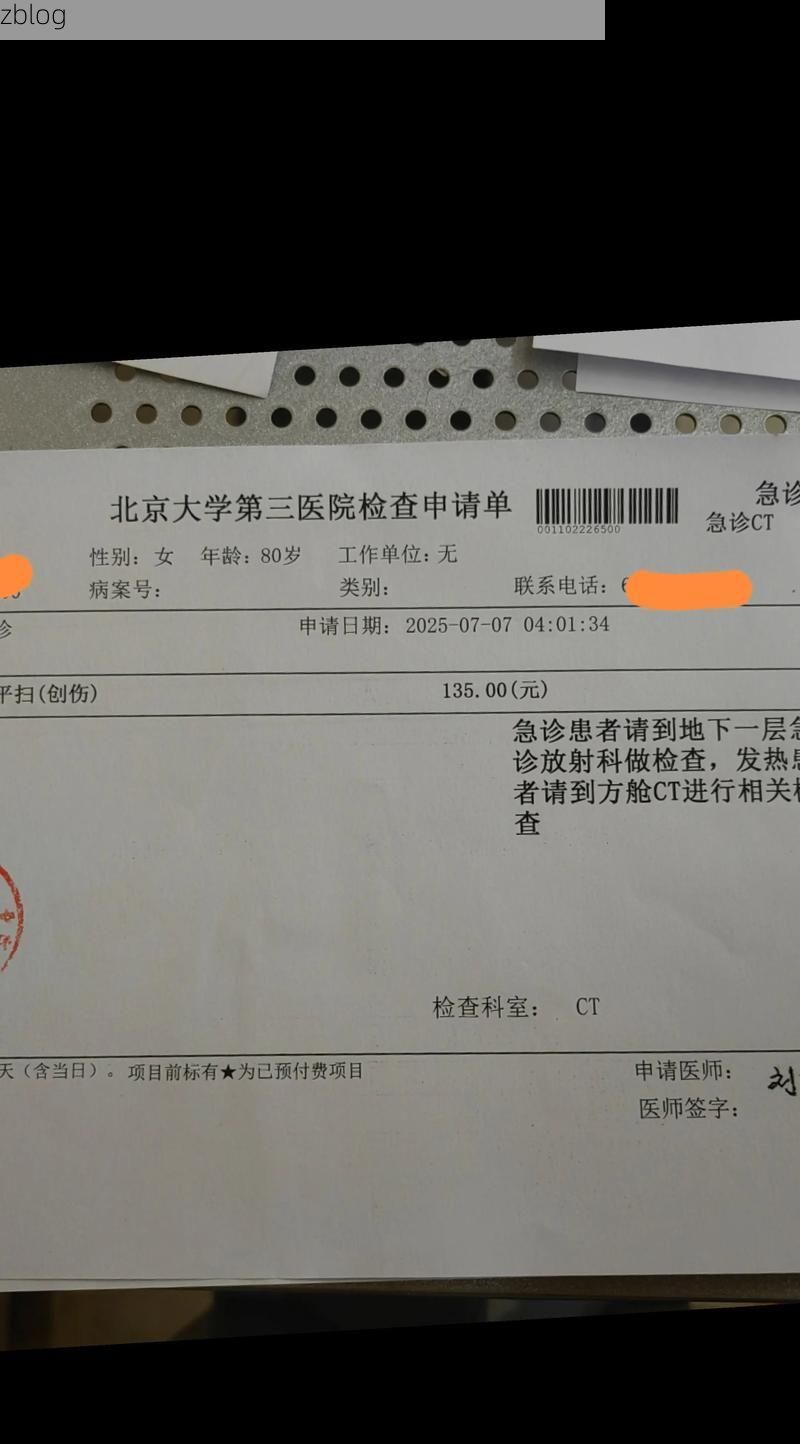 zblog
北京大学第三医院检查申请单
急诊
001102226500
急诊CT
性别: 女 年龄: 80岁 工作单位: 无
病案号: 类别: 联系电话: 6
诊 申请日期: 2025-07-07 04:01:34
平扫(创伤) 135.00(元)
急诊患者请到地下一层急
诊放射科做检查，发热患
者请到方舱CT进行相关检
查
检查科室: CT
天（含当日）。项目前标有★为已预付费项目
申请医师: 刘
医师签字: